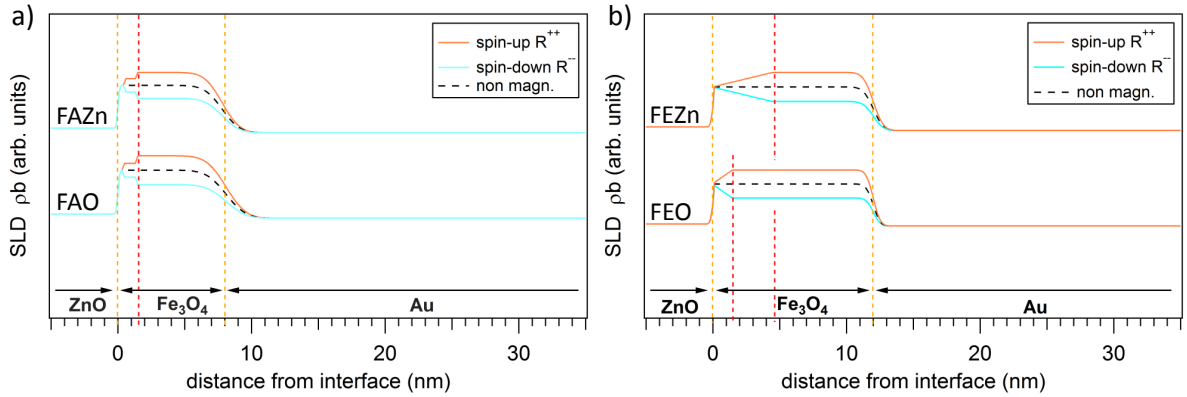 a)
SLD ρb (arb. units)
spin-up R⁺⁺
spin-down R⁻⁻
non magn.
FAZn
FAO
ZnO
Fe₃O₄
Au
0
10
20
30
distance from interface (nm)
b)
SLD ρb (arb. units)
spin-up R⁺⁺
spin-down R⁻⁻
non magn.
FEZn
FEO
ZnO
Fe₃O₄
Au
0
10
20
30
distance from interface (nm)